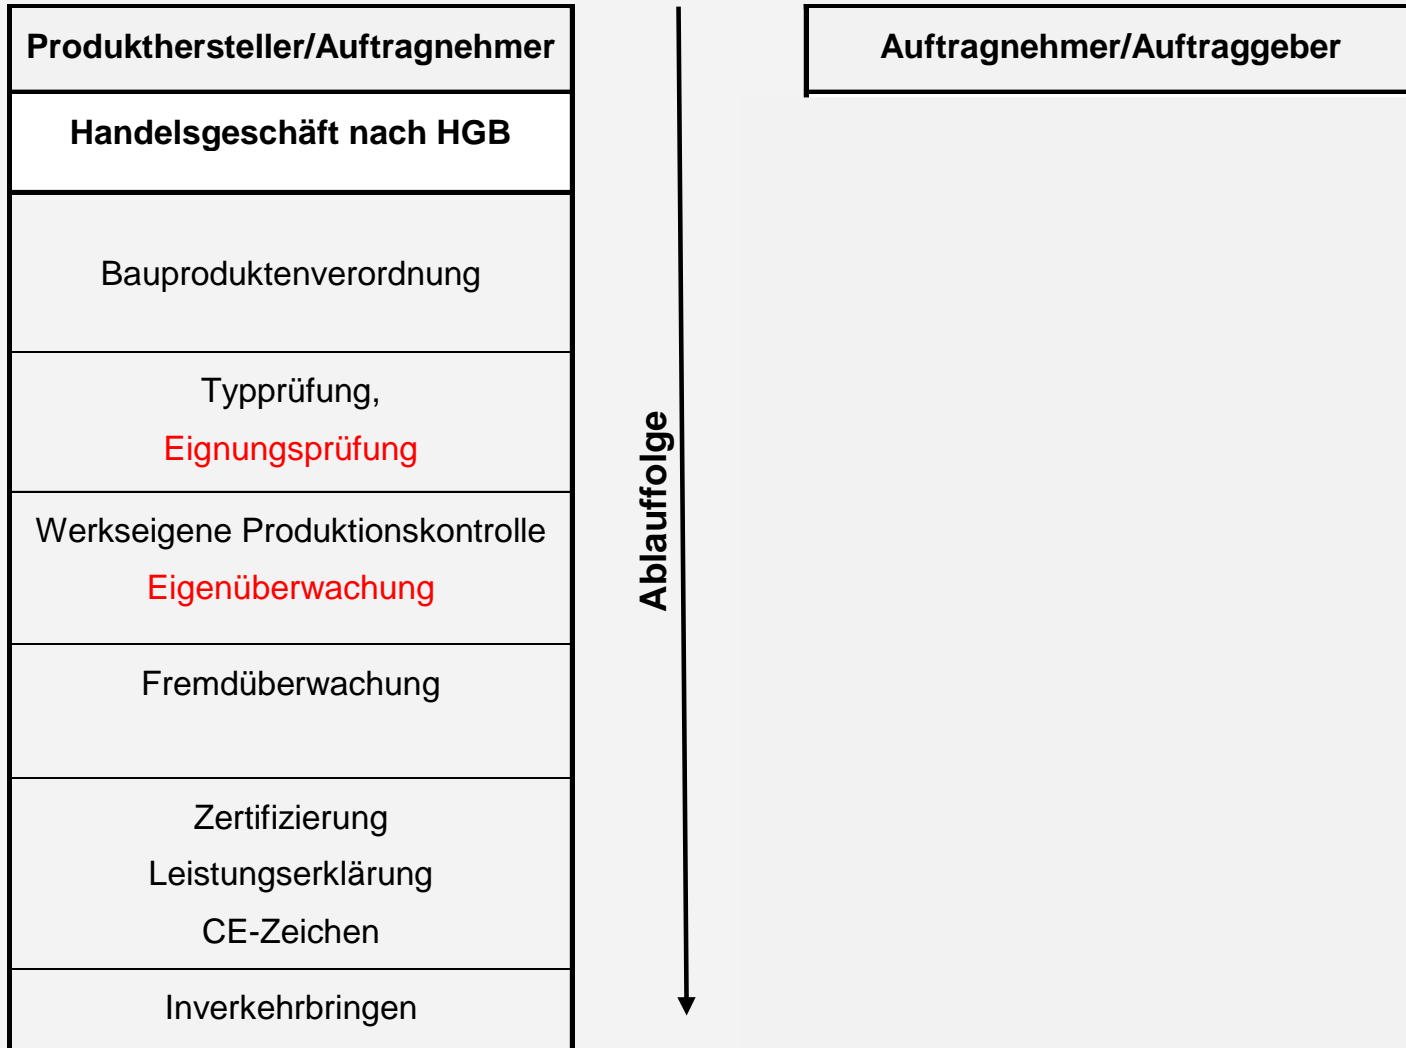 Produkthersteller/Auftragnehmer
Handelsgeschäft nach HGB
Bauproduktenverordnung
Typprüfung,
Eignungsprüfung
Werkseigene Produktionskontrolle
Eigenüberwachung
Fremdüberwachung
Zertifizierung
Leistungserklärung
CE-Zeichen
Inverkehrbringen
Ablauffolge
Auftragnehmer/Auftraggeber